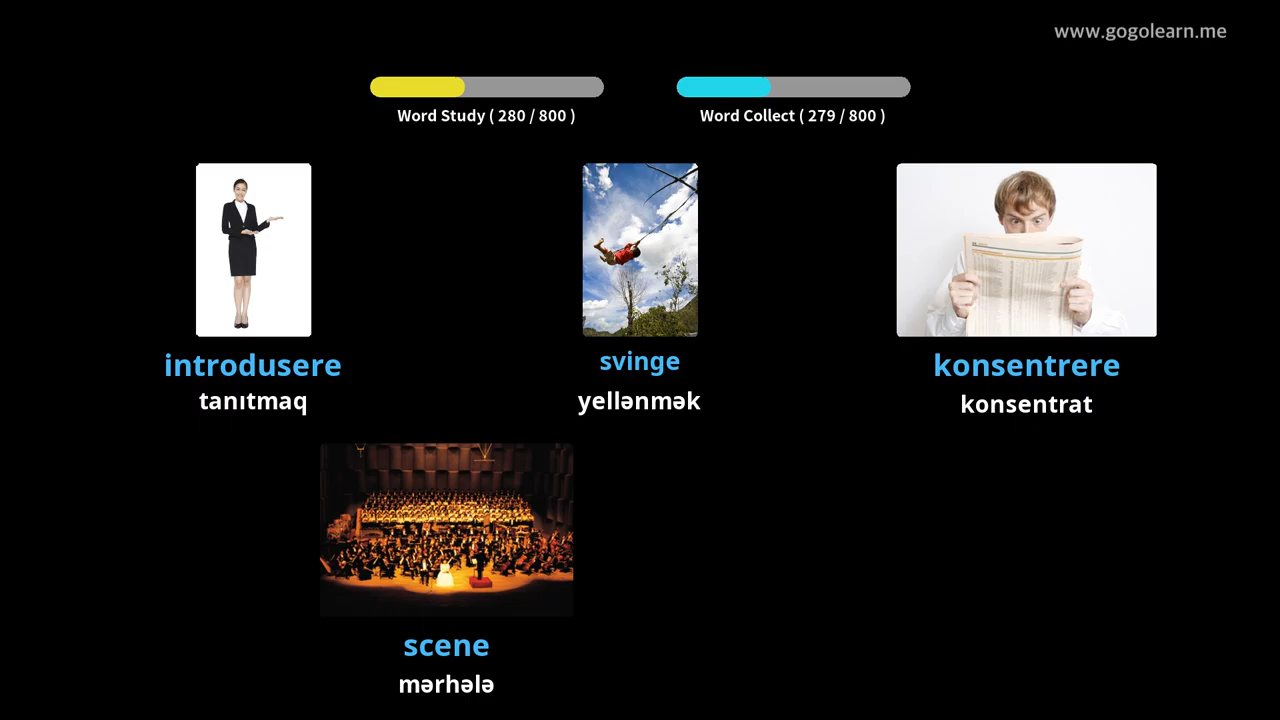 www.gogolearn.me
Word Study ( 280 / 800 )
Word Collect ( 279 / 800 )
introdusere
tanıtmaq
svinge
yellənmək
konsentrere
konsentrat
scene
mərhələ